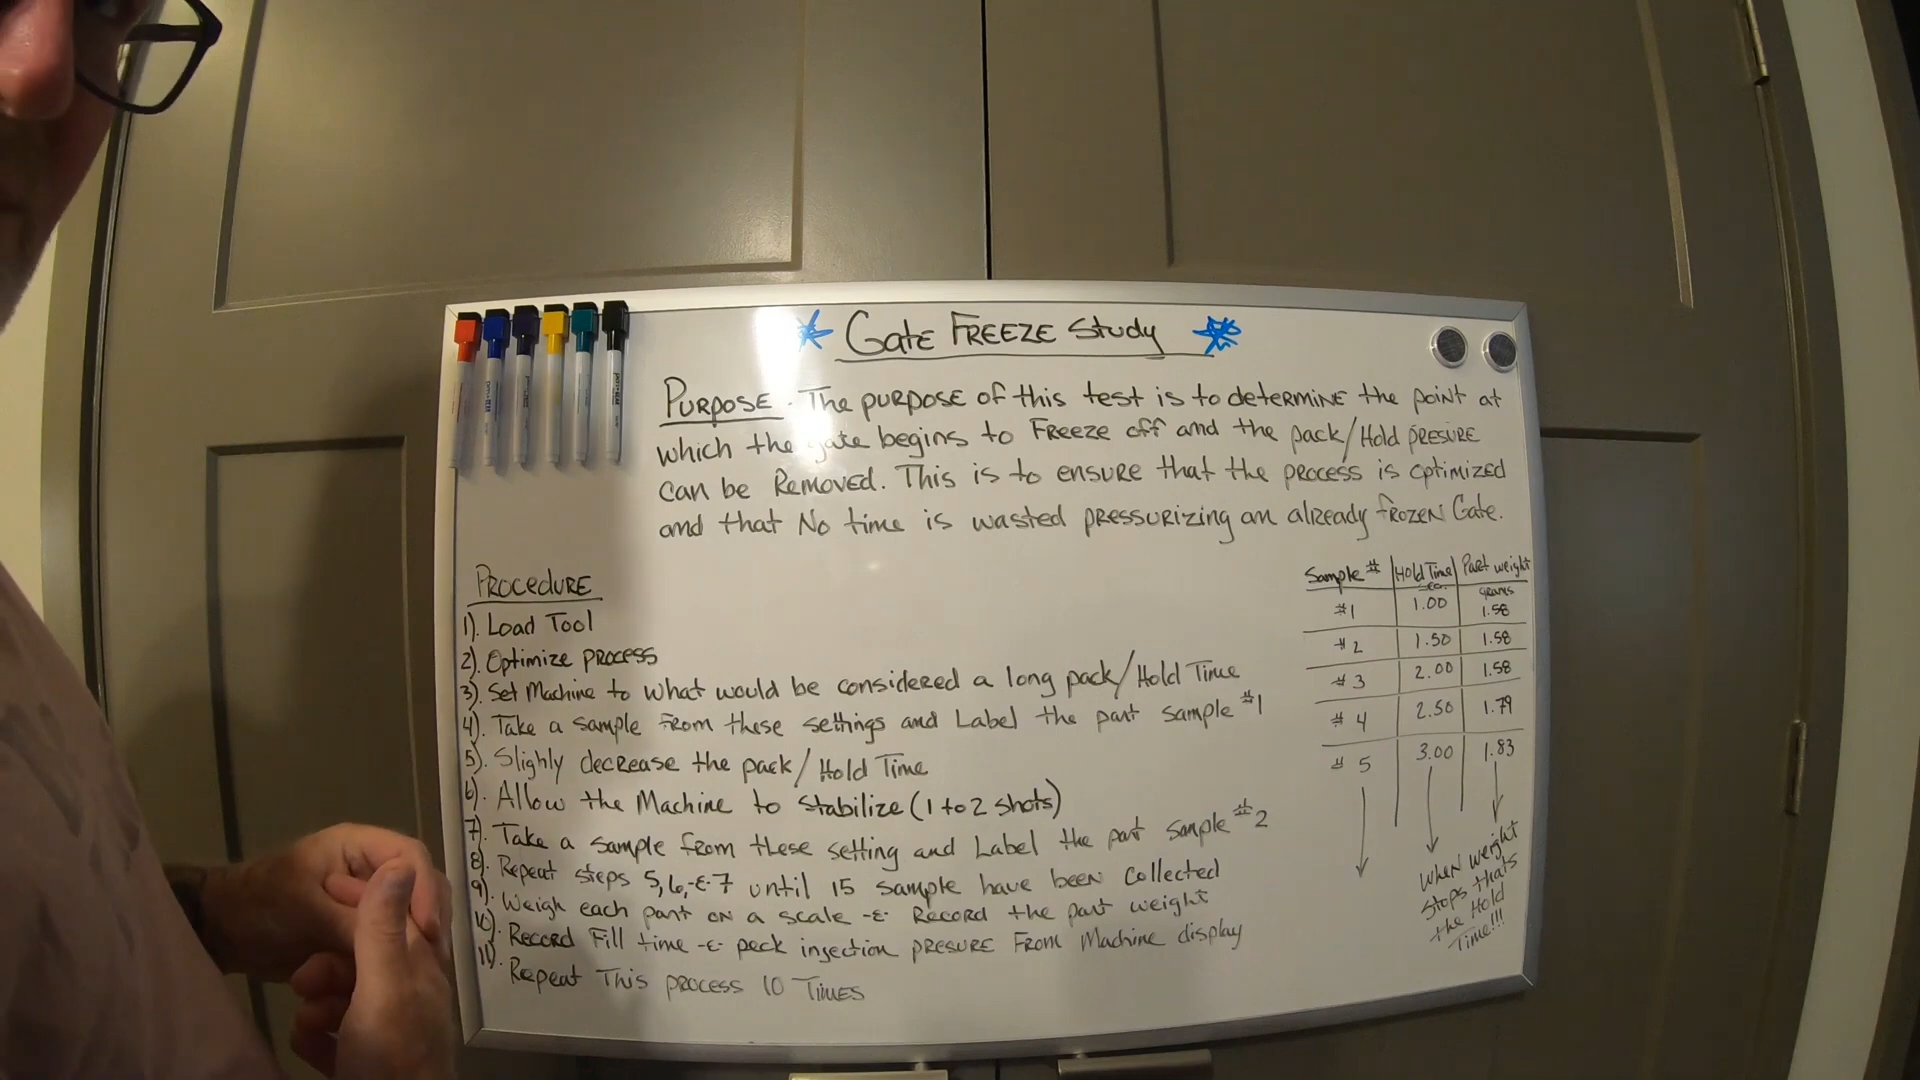 * Gate FREEZE Study *
PURPOSE - The PURPOSE of this test is to determine the point at
which the gate begins to Freeze off and the pack/Hold PRESURE
can be Removed. This is to ensure that the process is optimized
and that No time is wasted pressurizing an already frozen Gate.
Procedure
1). Load Tool
2). Optimize process
3). Set Machine to what would be considered a long pack/Hold Time
4). Take a sample from these settings and Label the part sample #1
5). Slighly decrease the pack/Hold Time
6). Allow the Machine to stabilize (1 to 2 shots)
7). Take a sample from these setting and Label the part sample #2
8). Repeat steps 5,6,-&-7 until 15 sample have been collected
9). Weigh each part on a scale -&- Record the part weight
10). Record Fill time -&- peck injection presure From Machine display
11). Repeat This process 10 Times
Sample # Hold Time sec. Part weight grams
#1 1.00 1.58
#2 1.50 1.58
#3 2.00 1.58
#4 2.50 1.79
#5 3.00 1.83
When weight
stops thats
the Hold
Time!!!